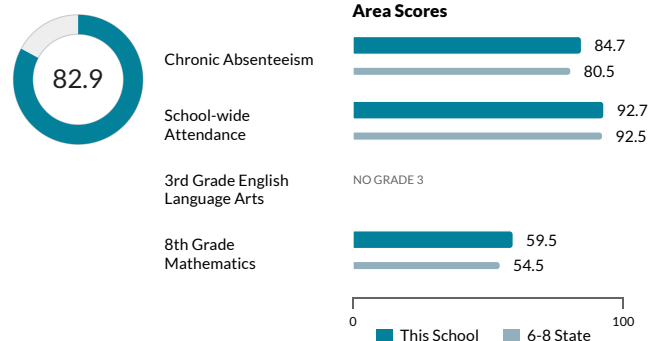 Area Scores
82.9
Chronic Absenteeism
84.7
80.5
School-wide
Attendance
92.7
92.5
3rd Grade English
Language Arts
NO GRADE 3
8th Grade
Mathematics
59.5
54.5
0
100
This School
6-8 State